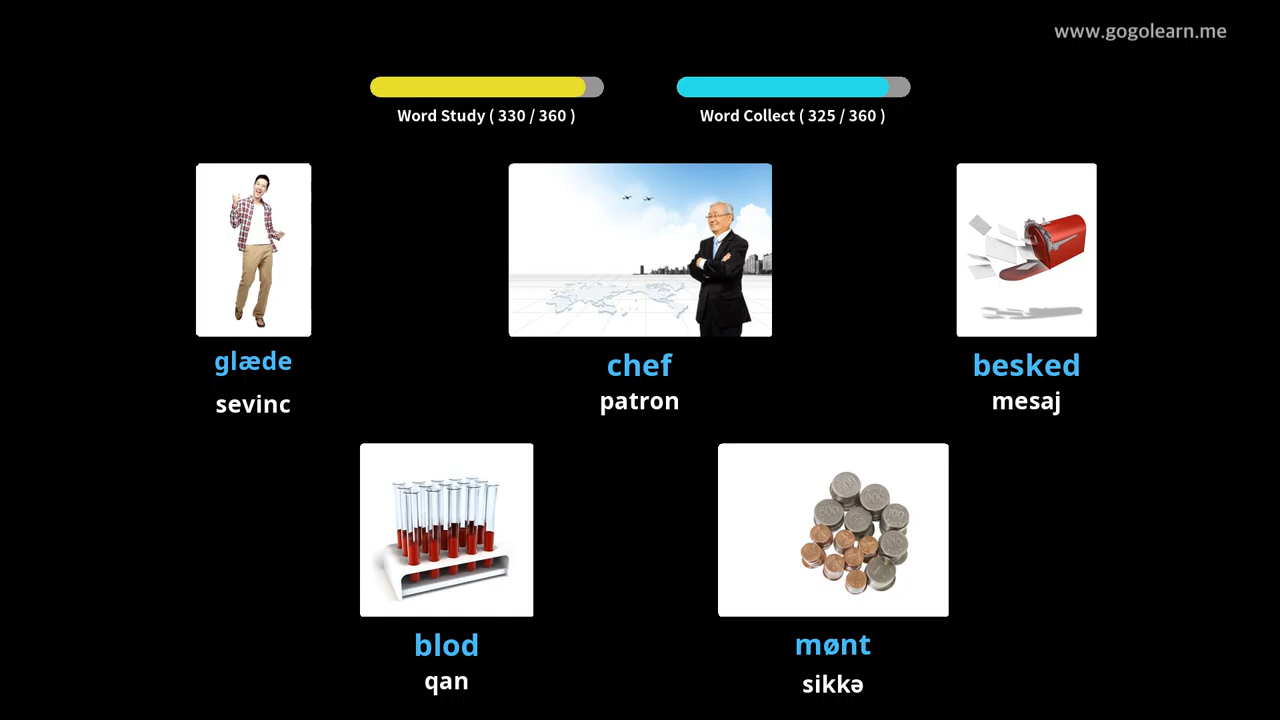 www.gogolearn.me
Word Study ( 330 / 360 )
Word Collect ( 325 / 360 )
glæde
sevinc
chef
patron
besked
mesaj
blod
qan
mønt
sikkə